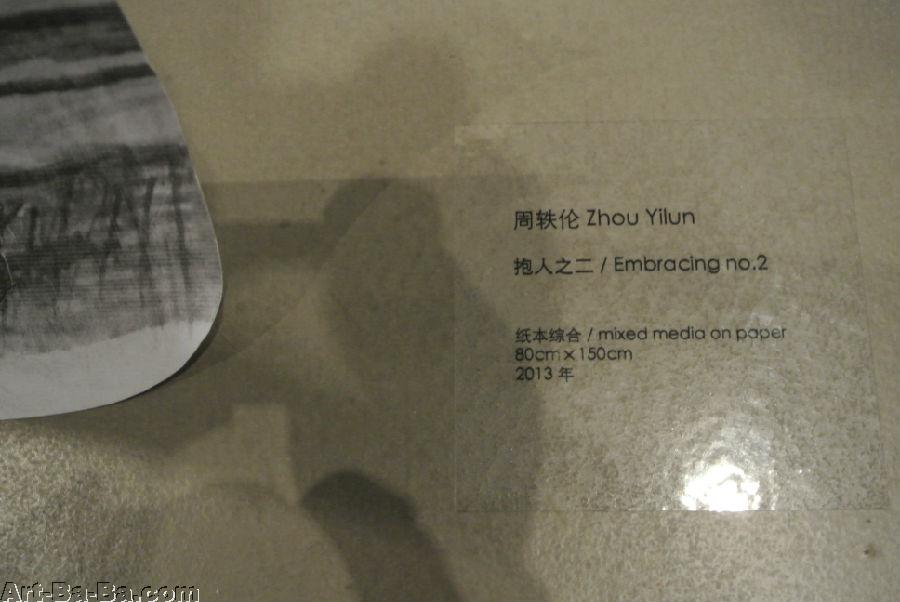 周轶伦 Zhou Yilun
抱人之二 / Embracing no.2
纸本综合 / mixed media on paper
80cm×150cm
2013 年
Art-Ba-Ba.com